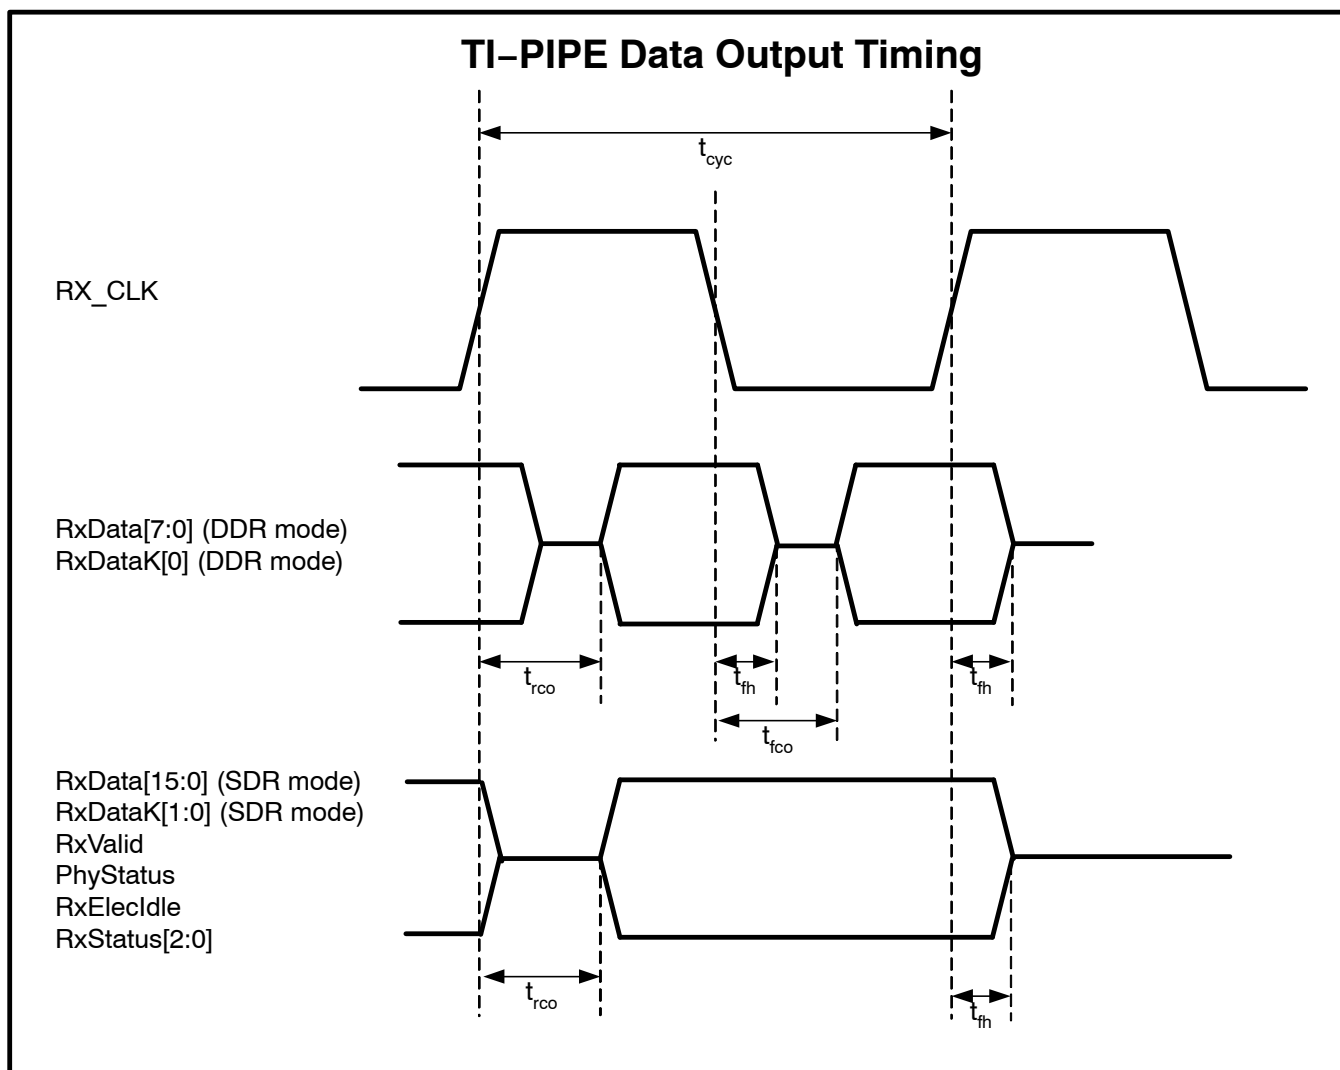 TI−PIPE Data Output Timing
tcyc
RX_CLK
RxData[7:0] (DDR mode)
RxDataK[0] (DDR mode)
trco
tfh
tfh
tfco
RxData[15:0] (SDR mode)
RxDataK[1:0] (SDR mode)
RxValid
PhyStatus
RxElecIdle
RxStatus[2:0]
trco
tfh